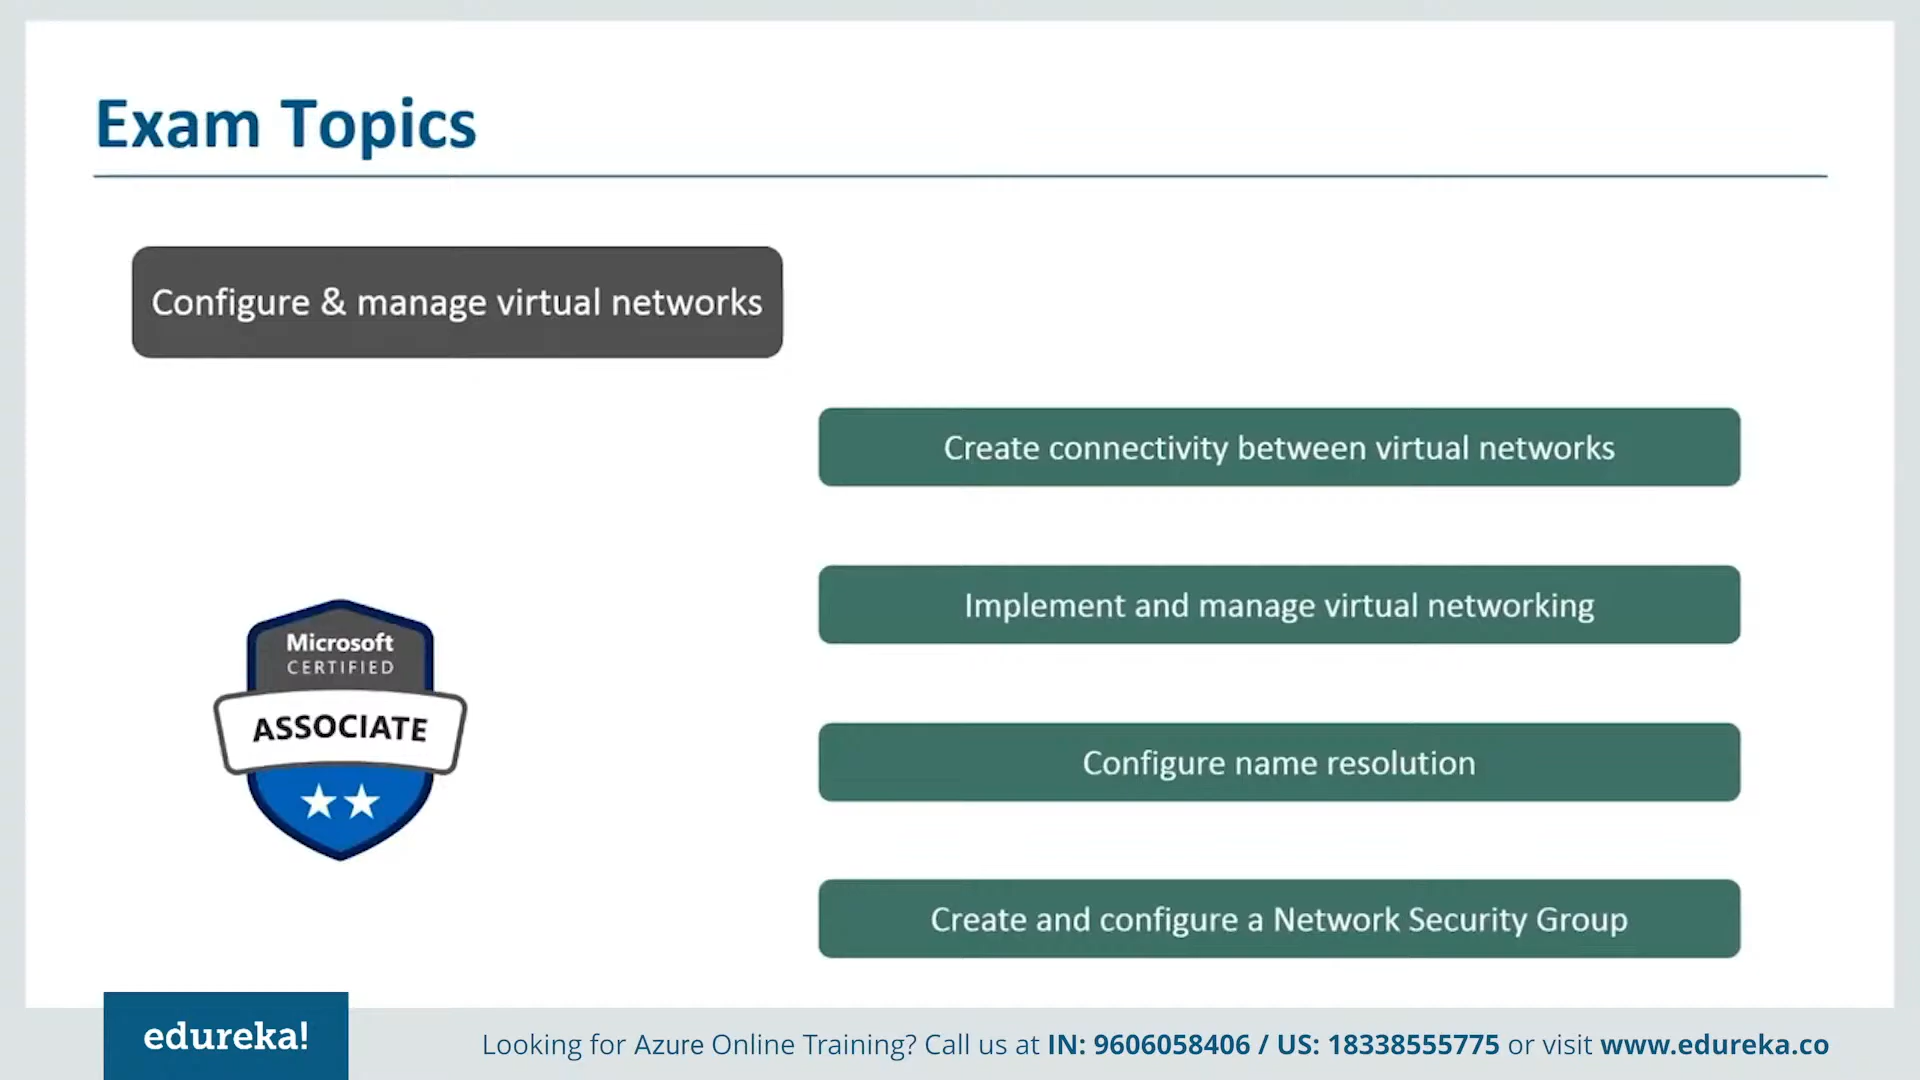 Exam Topics
Configure & manage virtual networks
Create connectivity between virtual networks
Implement and manage virtual networking
Configure name resolution
Create and configure a Network Security Group
Microsoft
CERTIFIED
ASSOCIATE
edureka!
Looking for Azure Online Training? Call us at IN: 9606058406 / US: 18338555775 or visit www.edureka.co